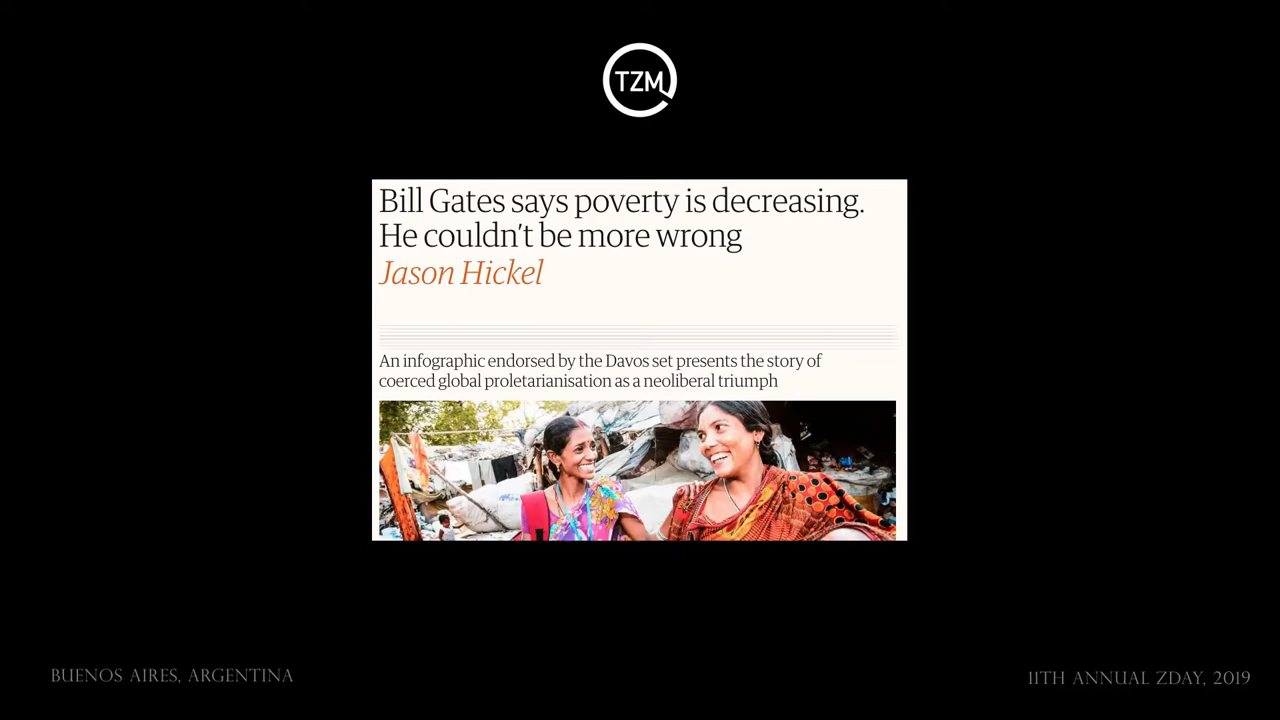 TZM
Bill Gates says poverty is decreasing.
He couldn't be more wrong
Jason Hickel
An infographic endorsed by the Davos set presents the story of
coerced global proletarianisation as a neoliberal triumph
BUENOS AIRES, ARGENTINA
11TH ANNUAL ZDAY, 2019